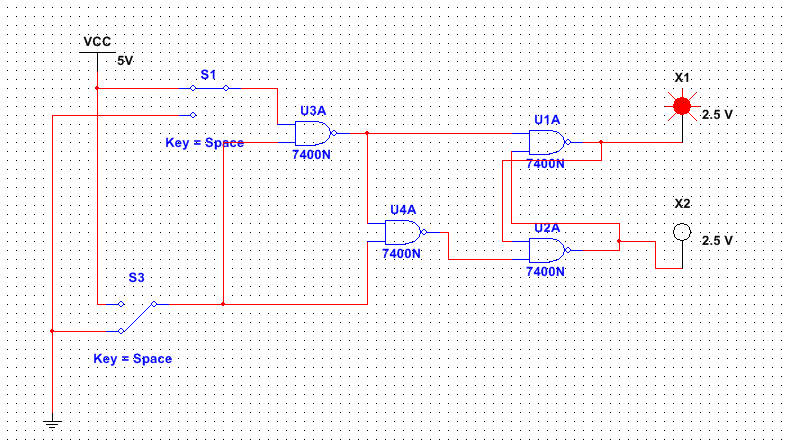 VCC
5V
S1
Key = Space
U3A
7400N
U1A
7400N
X1
2.5 V
U4A
7400N
U2A
7400N
X2
2.5 V
S3
Key = Space